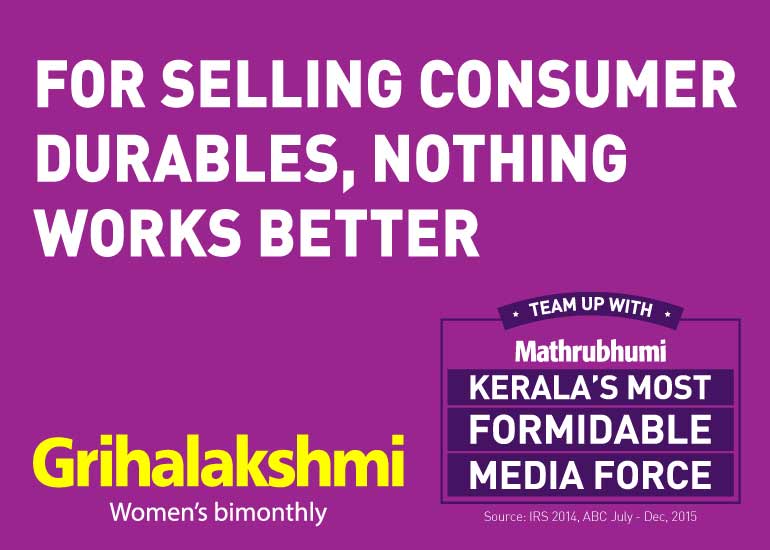 FOR SELLING CONSUMER
DURABLES, NOTHING
WORKS BETTER
TEAM UP WITH
Mathrubhumi
KERALA'S MOST
FORMIDABLE
MEDIA FORCE
Source: IRS 2014, ABC July - Dec, 2015
Grihalakshmi
Women's bimonthly